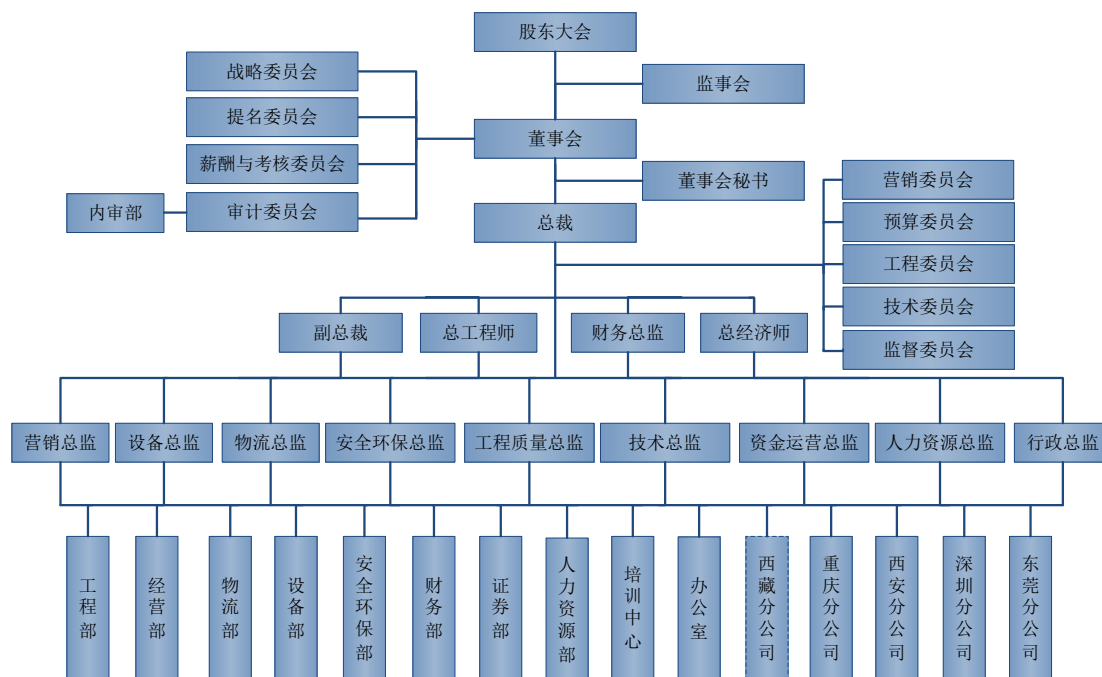 股东大会
战略委员会
监事会
提名委员会
董事会
薪酬与考核委员会
董事会秘书
营销委员会
内审部
审计委员会
总裁
预算委员会
工程委员会
技术委员会
副总裁
总工程师
财务总监
总经济师
监督委员会
营销总监
设备总监
物流总监
安全环保总监
工程质量总监
技术总监
资金运营总监
人力资源总监
行政总监
工程部
经营部
物流部
设备部
安全环保部
财务部
证券部
人力资源部
培训中心
办公室
西藏分公司
重庆分公司
西安分公司
深圳分公司
东莞分公司